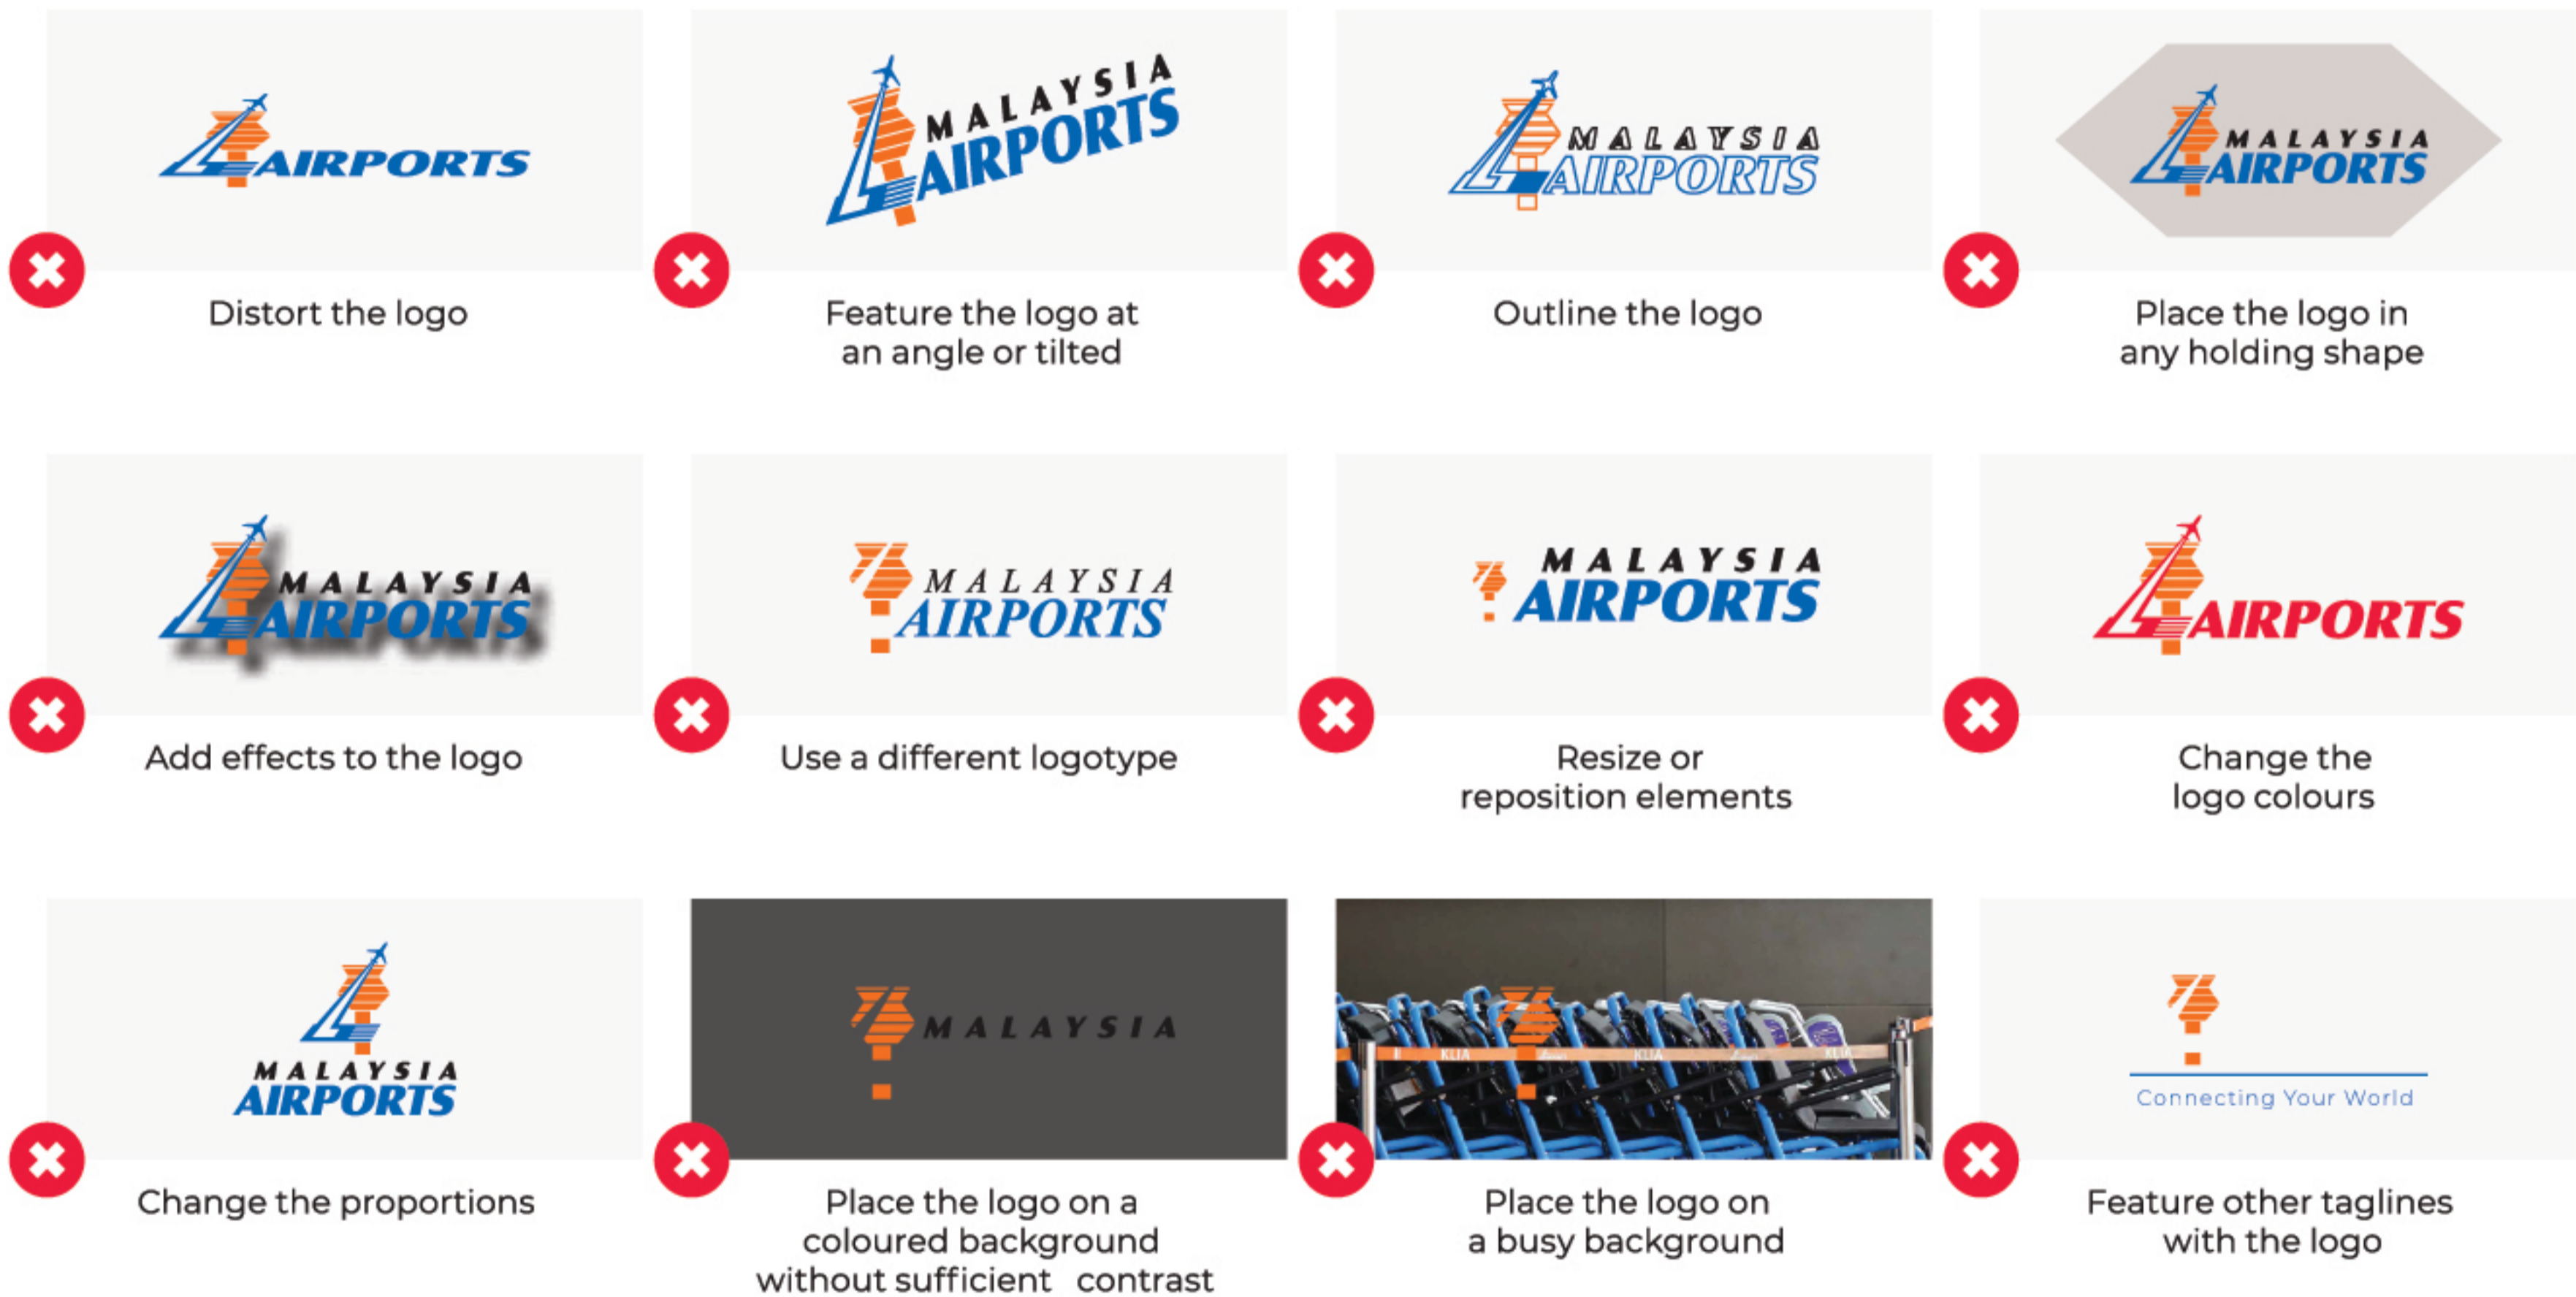 AIRPORTS
MALAYSIA
AIRPORTS
MALAYSIA
AIRPORTS
MALAYSIA
AIRPORTS
Distort the logo
Feature the logo at
an angle or tilted
Outline the logo
Place the logo in
any holding shape
MALAYSIA
AIRPORTS
MALAYSIA
AIRPORTS
MALAYSIA
AIRPORTS
AIRPORTS
Add effects to the logo
Use a different logotype
Resize or
reposition elements
Change the
logo colours
MALAYSIA
AIRPORTS
MALAYSIA
KLIA
KLIA
KLIA
Connecting Your World
Change the proportions
Place the logo on a
coloured background
without sufficient contrast
Place the logo on
a busy background
Feature other taglines
with the logo